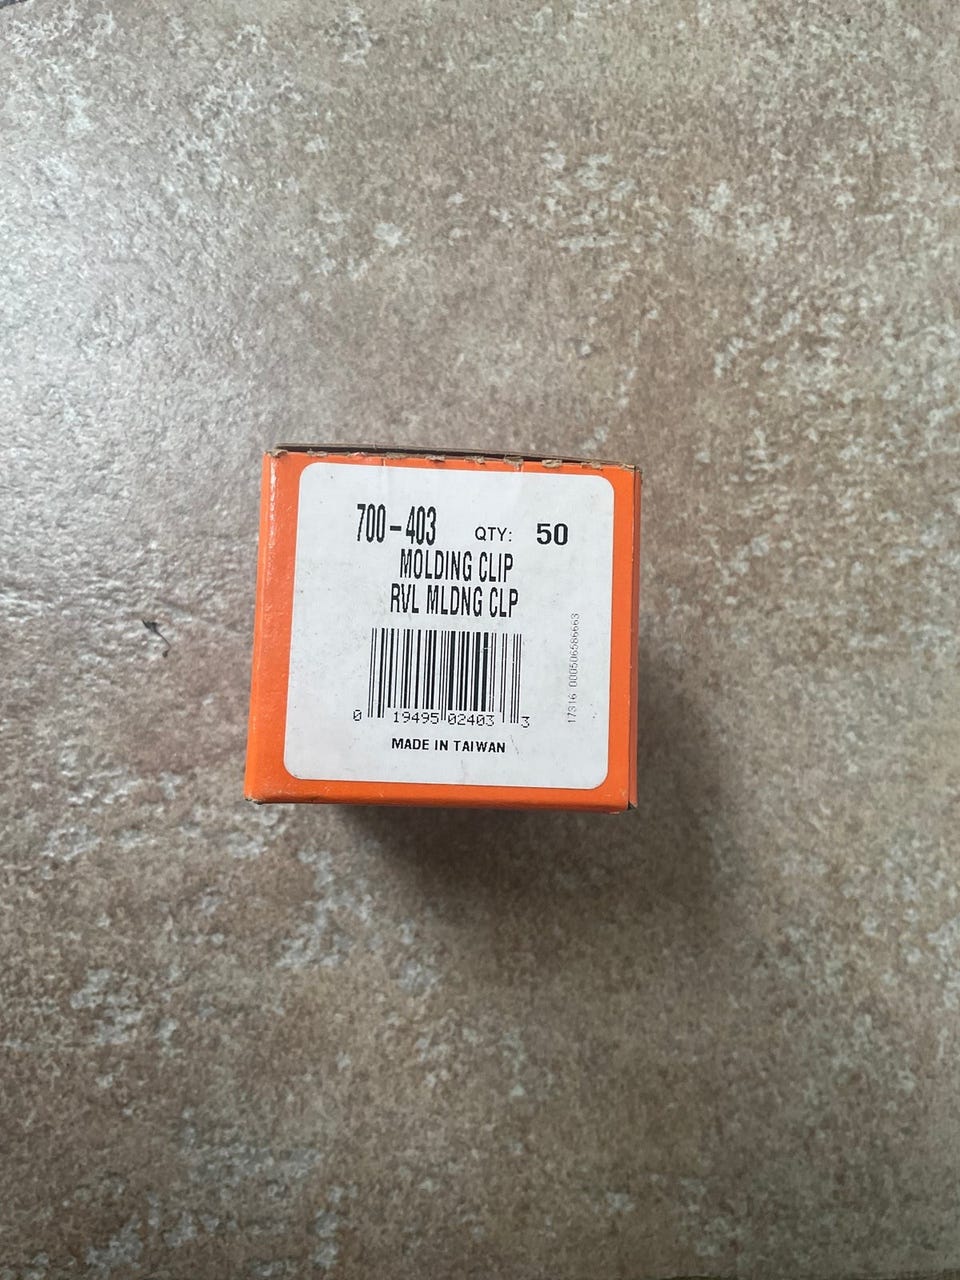 700-403 QTY: 50
MOLDING CLIP
RVL MLDNG CLP
0 19495 02403 3
MADE IN TAIWAN
17316 000506586663